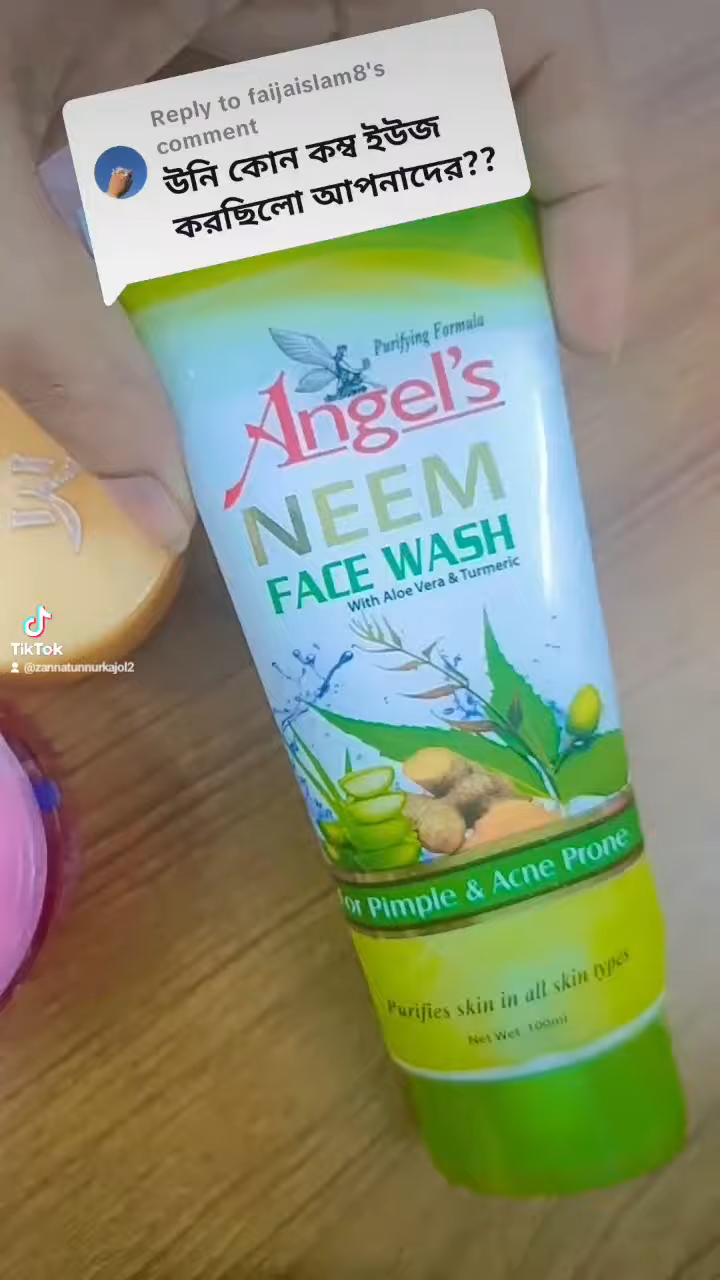 Reply to faijaislam8's
comment
উনি কোন কম্ব ইউজ
করছিলো আপনাদের??
Purifying Formula
Angel's
NEEM
FACE WASH
With Aloe Vera & Turmeric
For Pimple & Acne Prone
Purifies skin in all skin types
Net Wet. 100ml
TikTok
@zannatunnurkajol2